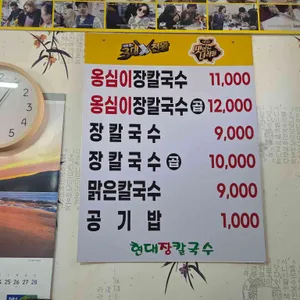 옹심이장칼국수 11,000
옹심이장칼국수 곱 12,000
장칼국수 9,000
장칼국수 곱 10,000
맑은칼국수 9,000
공기밥 1,000
현대장칼국수